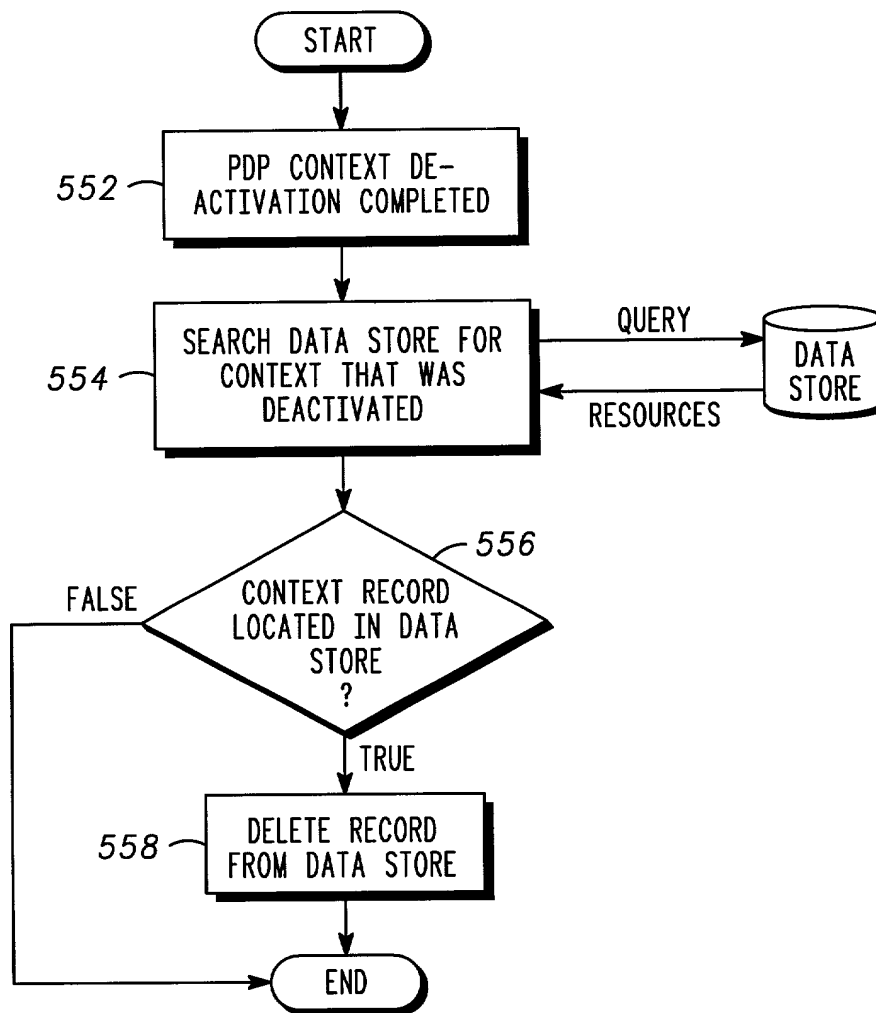 START
552
PDP CONTEXT DE-
ACTIVATION COMPLETED
554
SEARCH DATA STORE FOR
CONTEXT THAT WAS
DEACTIVATED
QUERY
RESOURCES
DATA
STORE
556
CONTEXT RECORD
LOCATED IN DATA
STORE
?
FALSE
TRUE
558
DELETE RECORD
FROM DATA STORE
END